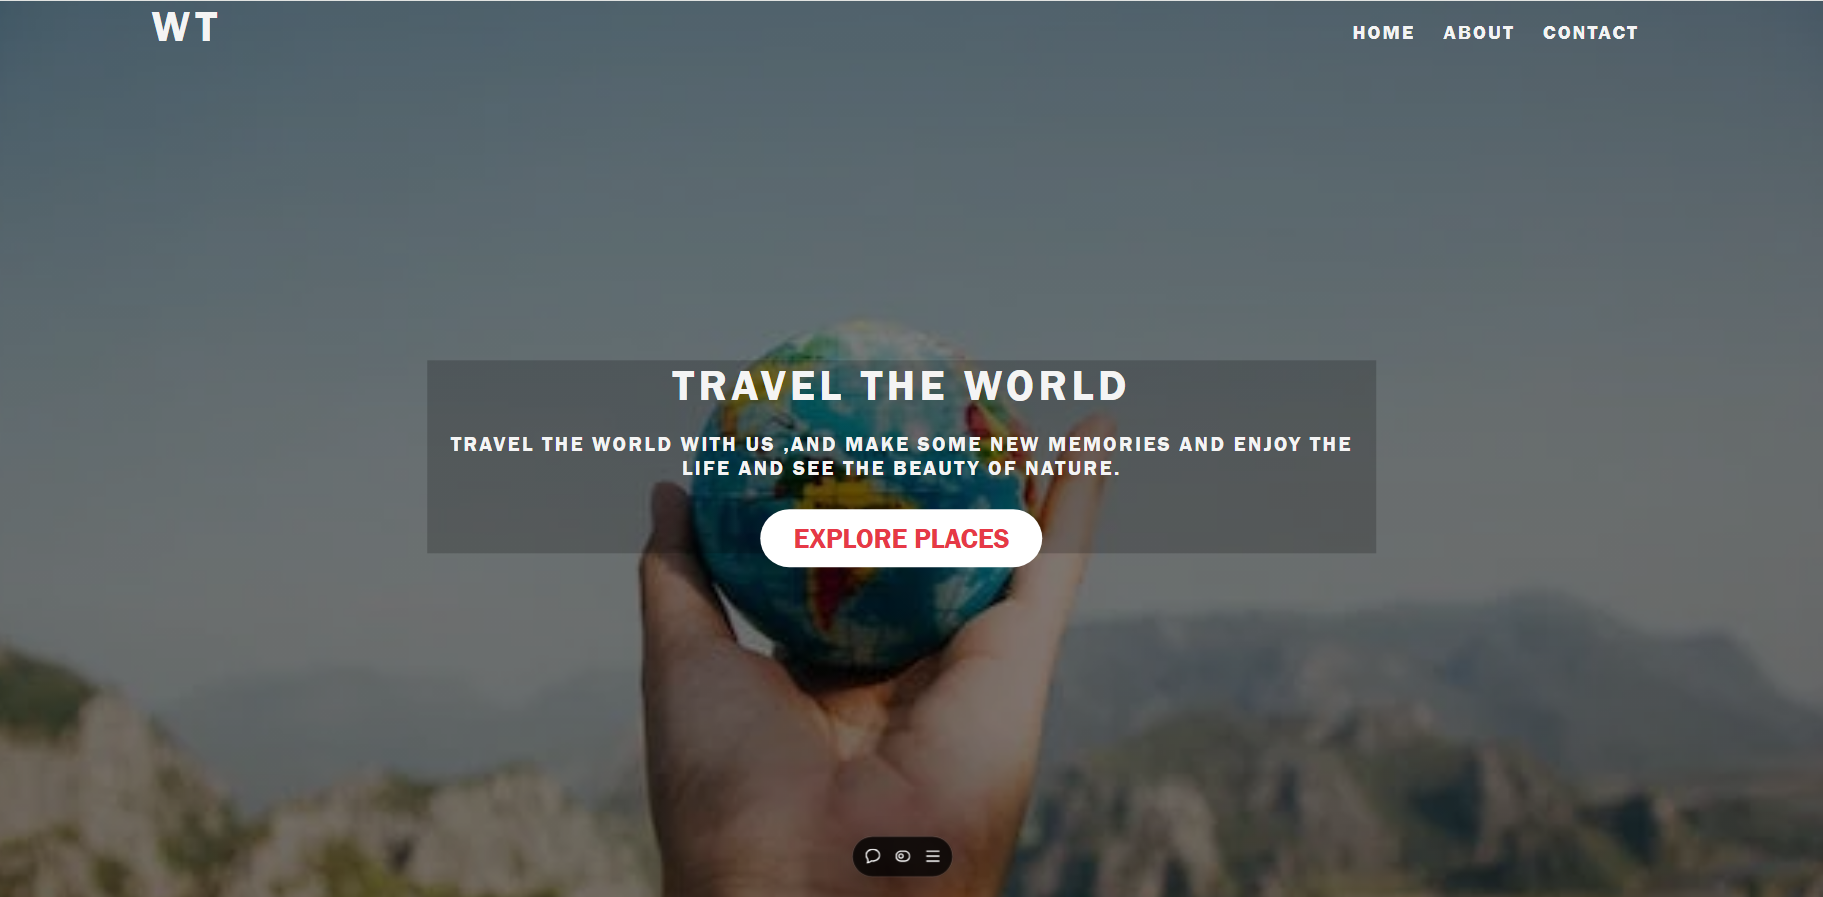 WT
HOME ABOUT CONTACT
TRAVEL THE WORLD
TRAVEL THE WORLD WITH US ,AND MAKE SOME NEW MEMORIES AND ENJOY THE
LIFE AND SEE THE BEAUTY OF NATURE.
EXPLORE PLACES